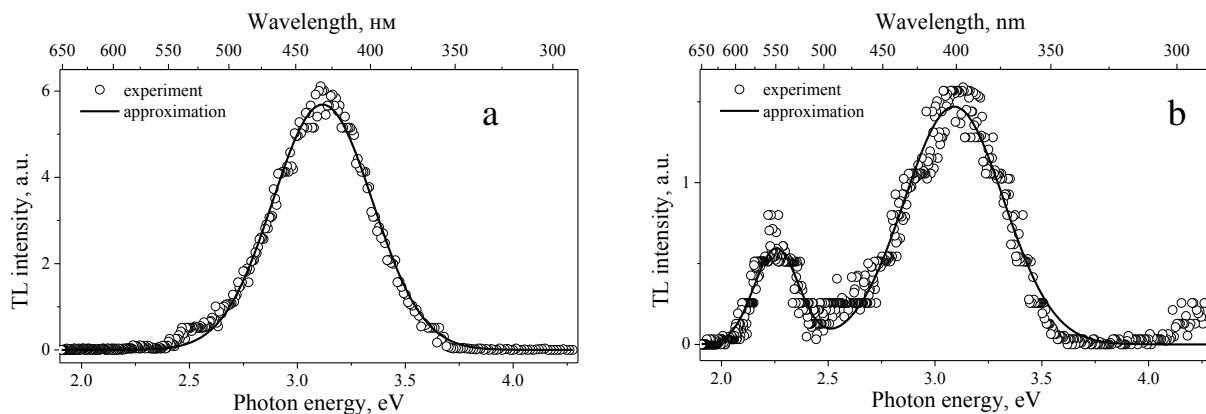 Wavelength, нм
650 600 550 500 450 400 350 300
experiment
approximation
a
TL intensity, a.u.
6
4
2
0
2.0 2.5 3.0 3.5 4.0
Photon energy, eV
Wavelength, nm
650 600 550 500 450 400 350 300
experiment
approximation
b
TL intensity, a.u.
1
0
2.0 2.5 3.0 3.5 4.0
Photon energy, eV